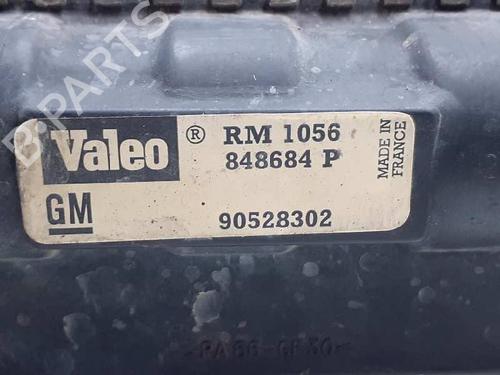 B-PARTS
Valeo ® RM 1056
848684 P
MADE IN
FRANCE
GM
90528302